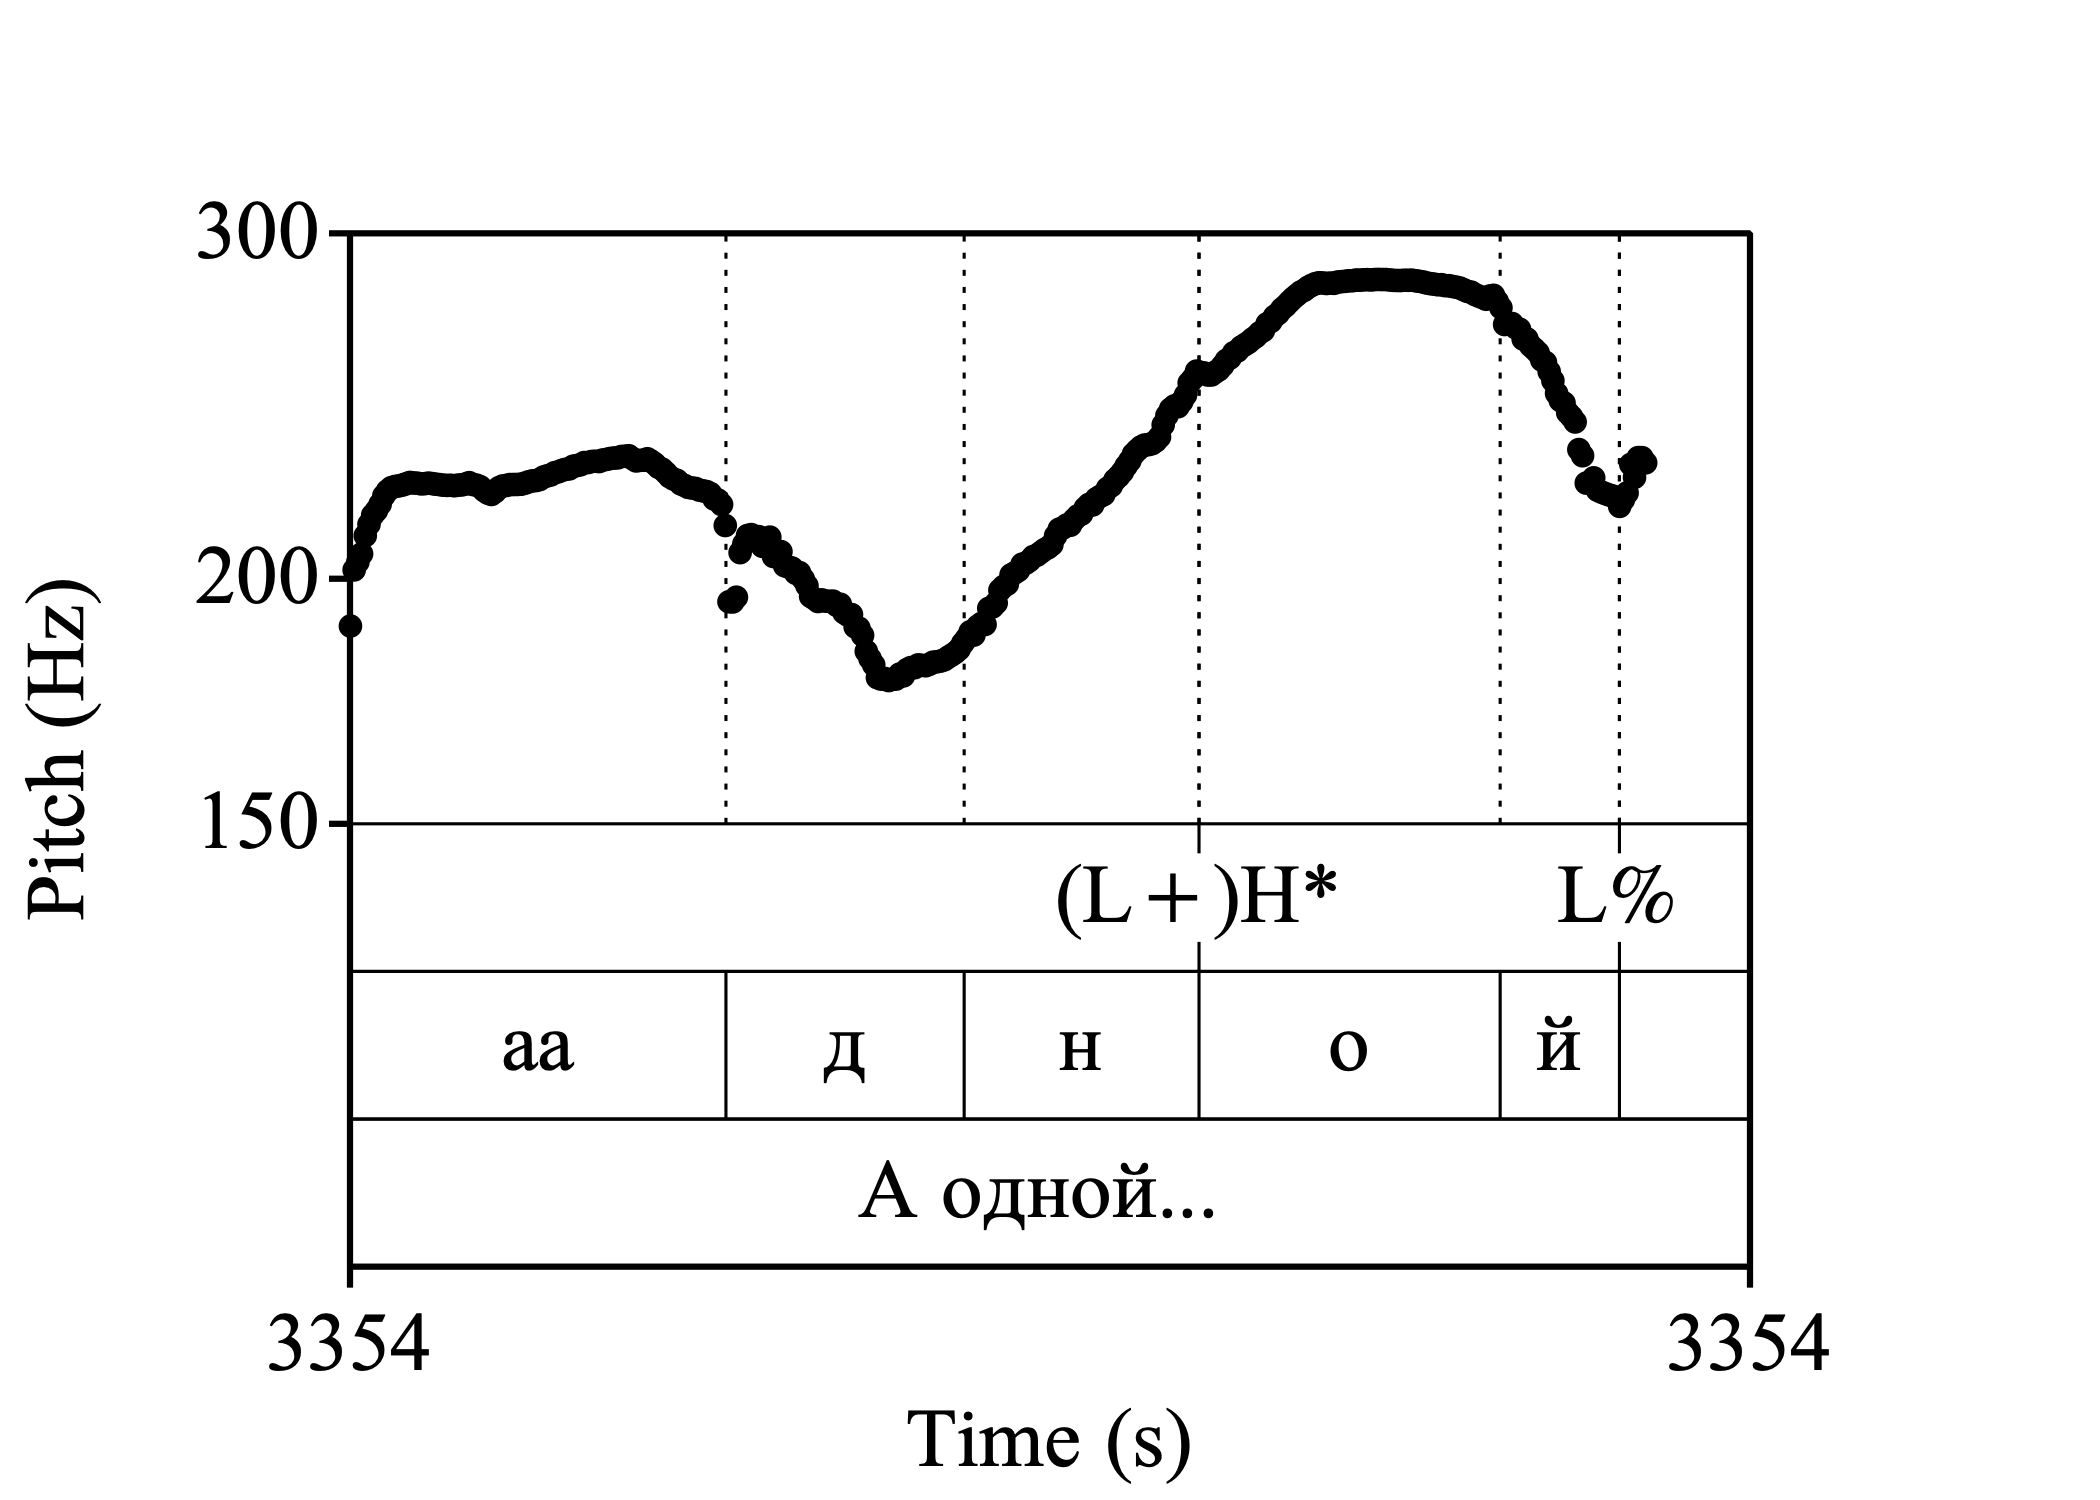 300
200
150
Pitch (Hz)
(L+)H* L%
аа д н о й
А одной...
3354 3354
Time (s)